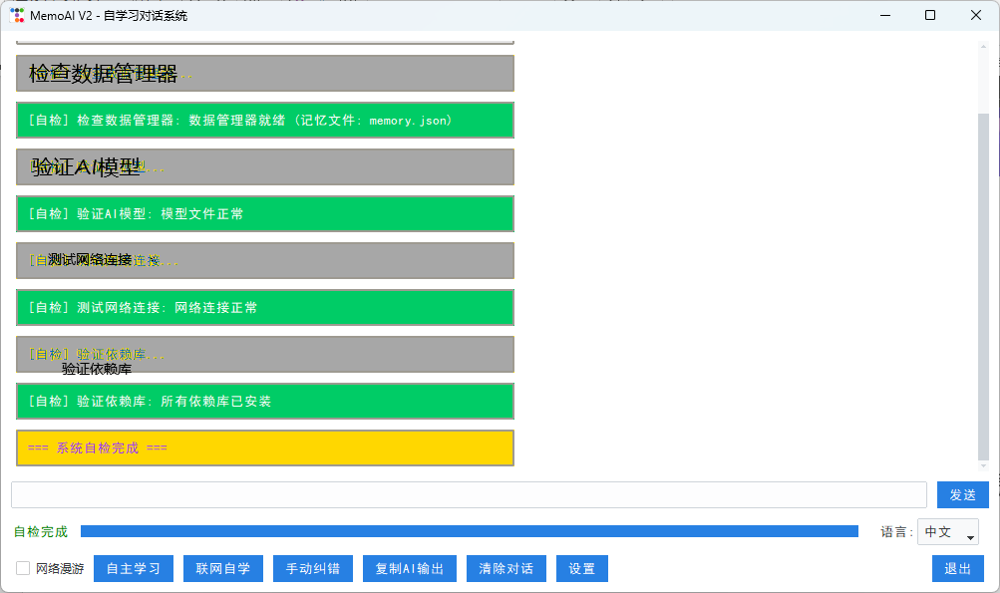 MemoAI V2 - 自学习对话系统
检查数据管理器
[自检] 检查数据管理器: 数据管理器就绪 (记忆文件: memory.json)
验证AI模型
[自检] 验证AI模型: 模型文件正常
测试网络连接
[自检] 测试网络连接: 网络连接正常
[自检] 验证依赖库...
验证依赖库
[自检] 验证依赖库: 所有依赖库已安装
=== 系统自检完成 ===
发送
自检完成 语言: 中文
网络漫游 自主学习 联网自学 手动纠错 复制AI输出 清除对话 设置 退出